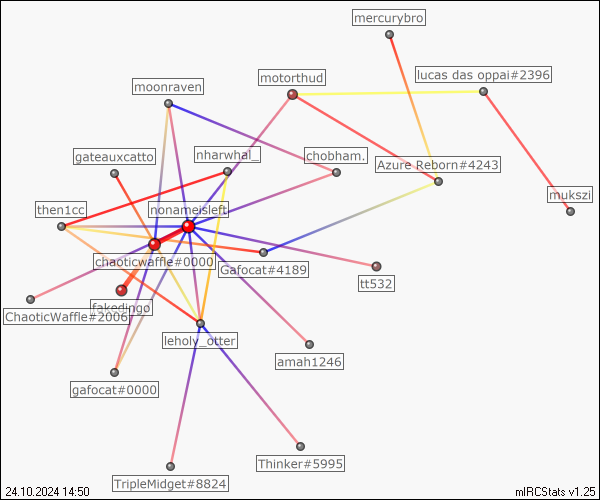 mercurybro
lucas das oppai#2396
motorthud
moonraven
gateauxcatto
nharwhal_
chobham.
Azure Reborn#4243
mukszi
then1cc
nonameisleft
chaoticwaffle#0000
Gafocat#4189
tt532
fakedingo
ChaoticWaffle#2006
leholy_otter
amah1246
gafocat#0000
Thinker#5995
TripleMidget#8824
24.10.2024 14:50
mIRCStats v1.25